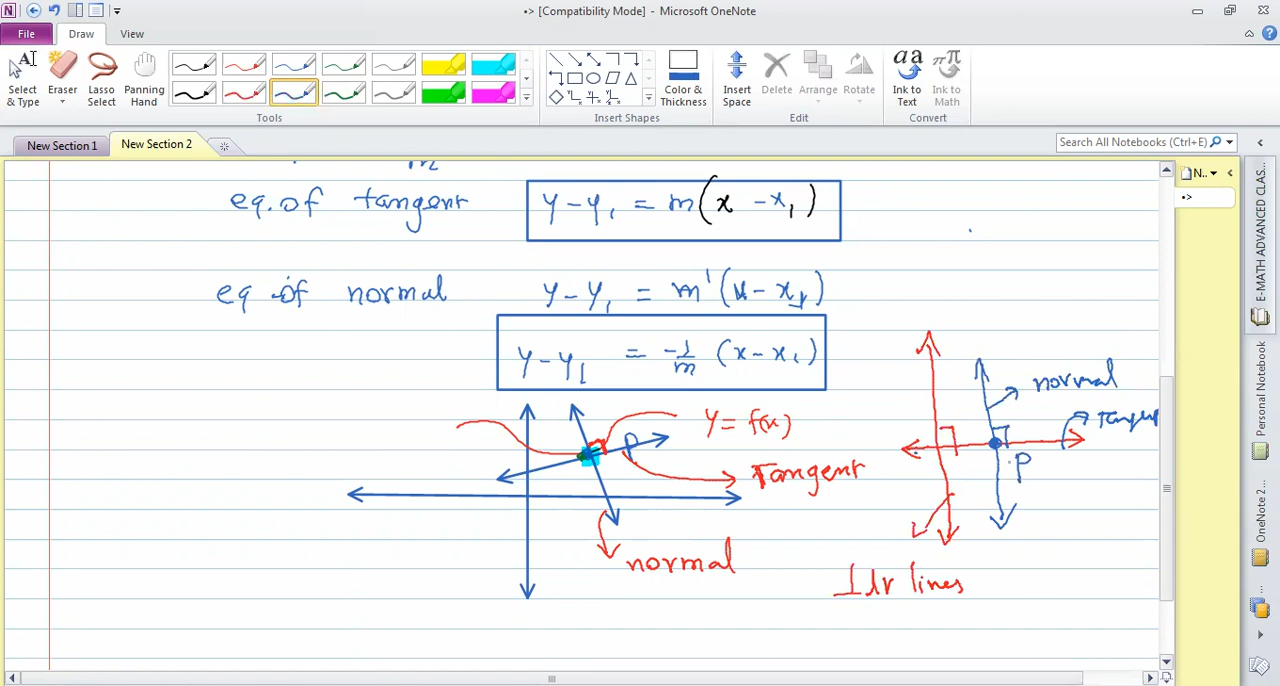 •> [Compatibility Mode] - Microsoft OneNote
File Draw View
Select & Type Eraser Lasso Select Panning Hand Color & Thickness Insert Space Delete Arrange Rotate Ink to Text Ink to Math
Tools Insert Shapes Edit Convert
New Section 1 New Section 2 Search All Notebooks (Ctrl+E)
N..
•>
E-MATH ADVANCED CLAS...
Personal Notebook
OneNote 2...
m
eq. of tangent y-y₁ = m(x - x₁)
eq of normal y-y₁ = m'(x-x₁)
y-y₁ = -1/m (x-x₁)
normal
Tangent
y = f(x)
P
Tangent
P
normal
⊥lr lines